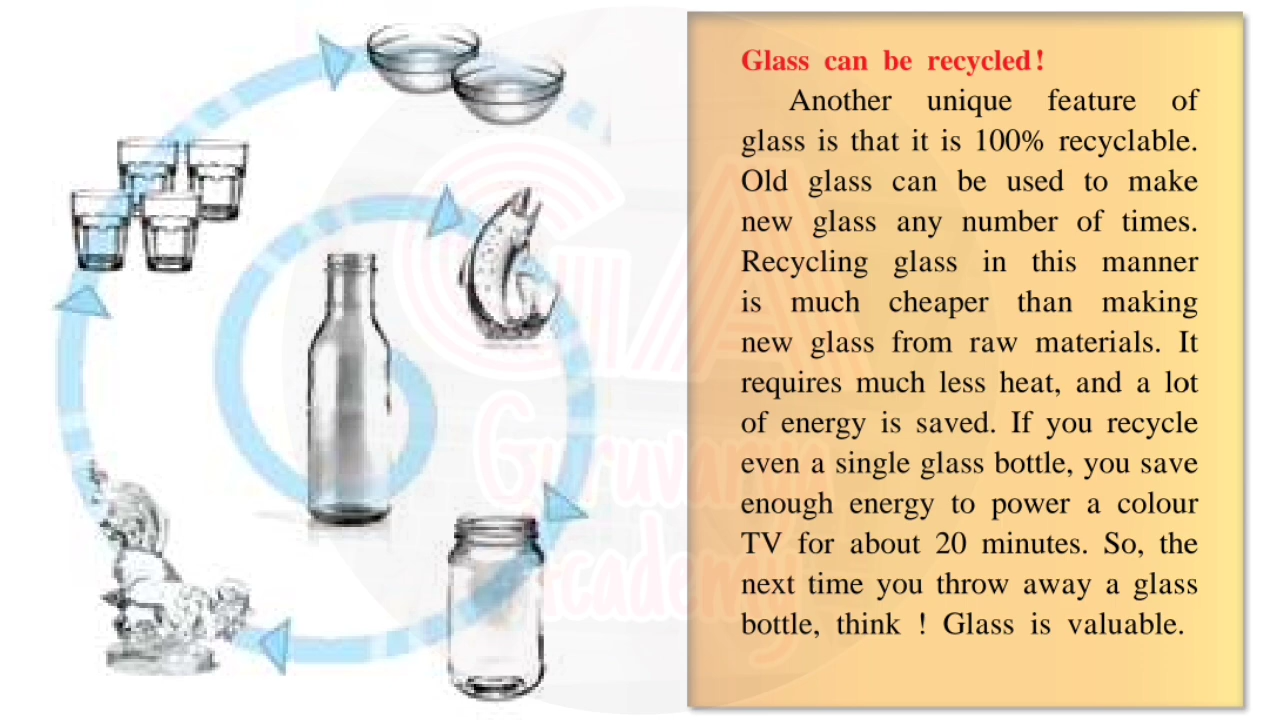 Glass can be recycled!
Another unique feature of
glass is that it is 100% recyclable.
Old glass can be used to make
new glass any number of times.
Recycling glass in this manner
is much cheaper than making
new glass from raw materials. It
requires much less heat, and a lot
of energy is saved. If you recycle
even a single glass bottle, you save
enough energy to power a colour
TV for about 20 minutes. So, the
next time you throw away a glass
bottle, think ! Glass is valuable.
GA
Guruvarya
Academy